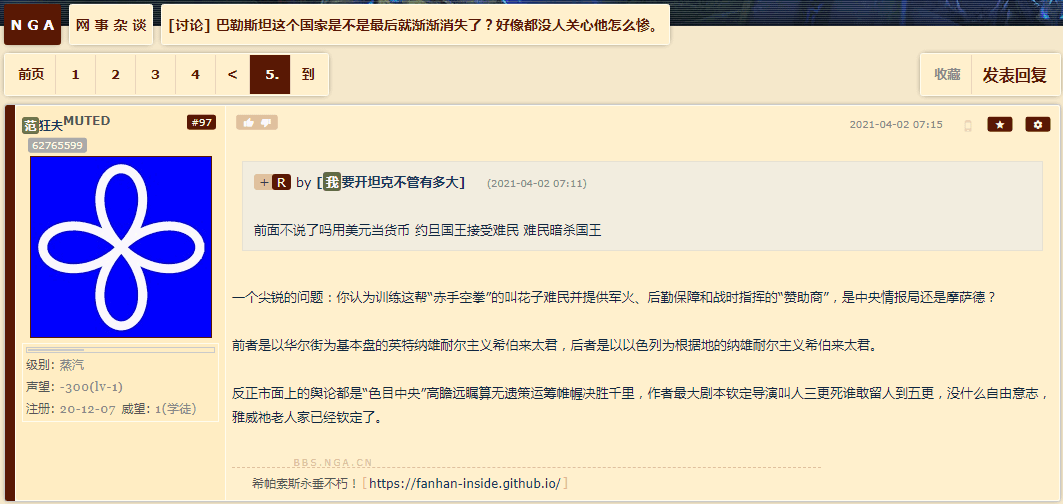 NGA 网事杂谈 [讨论] 巴勒斯坦这个国家是不是最后就渐渐消失了？好像都没人关心他怎么惨。
前页 1 2 3 4 < 5. 到 收藏 发表回复
范狂夫MUTED #97
62765599
2021-04-02 07:15
+ R by [我要开坦克不管有多大] (2021-04-02 07:11)
前面不说了吗用美元当货币 约旦国王接受难民 难民暗杀国王
一个尖锐的问题：你认为训练这帮“赤手空拳”的叫花子难民并提供军火、后勤保障和战时指挥的“赞助商”，是中央情报局还是摩萨德？
前者是以华尔街为基本盘的英特纳雄耐尔主义希伯来太君，后者是以以色列为根据地的纳雄耐尔主义希伯来太君。
反正市面上的舆论都是“色目中央”高瞻远瞩算无遗策运筹帷幄决胜千里，作者最大剧本钦定导演叫人三更死谁敢留人到五更，没什么自由意志，
雅威祂老人家已经钦定了。
级别: 蒸汽
声望: -300(lv-1)
注册: 20-12-07 威望: 1(学徒)
BBS.NGA.CN
希帕索斯永垂不朽！[https://fanhan-inside.github.io/]